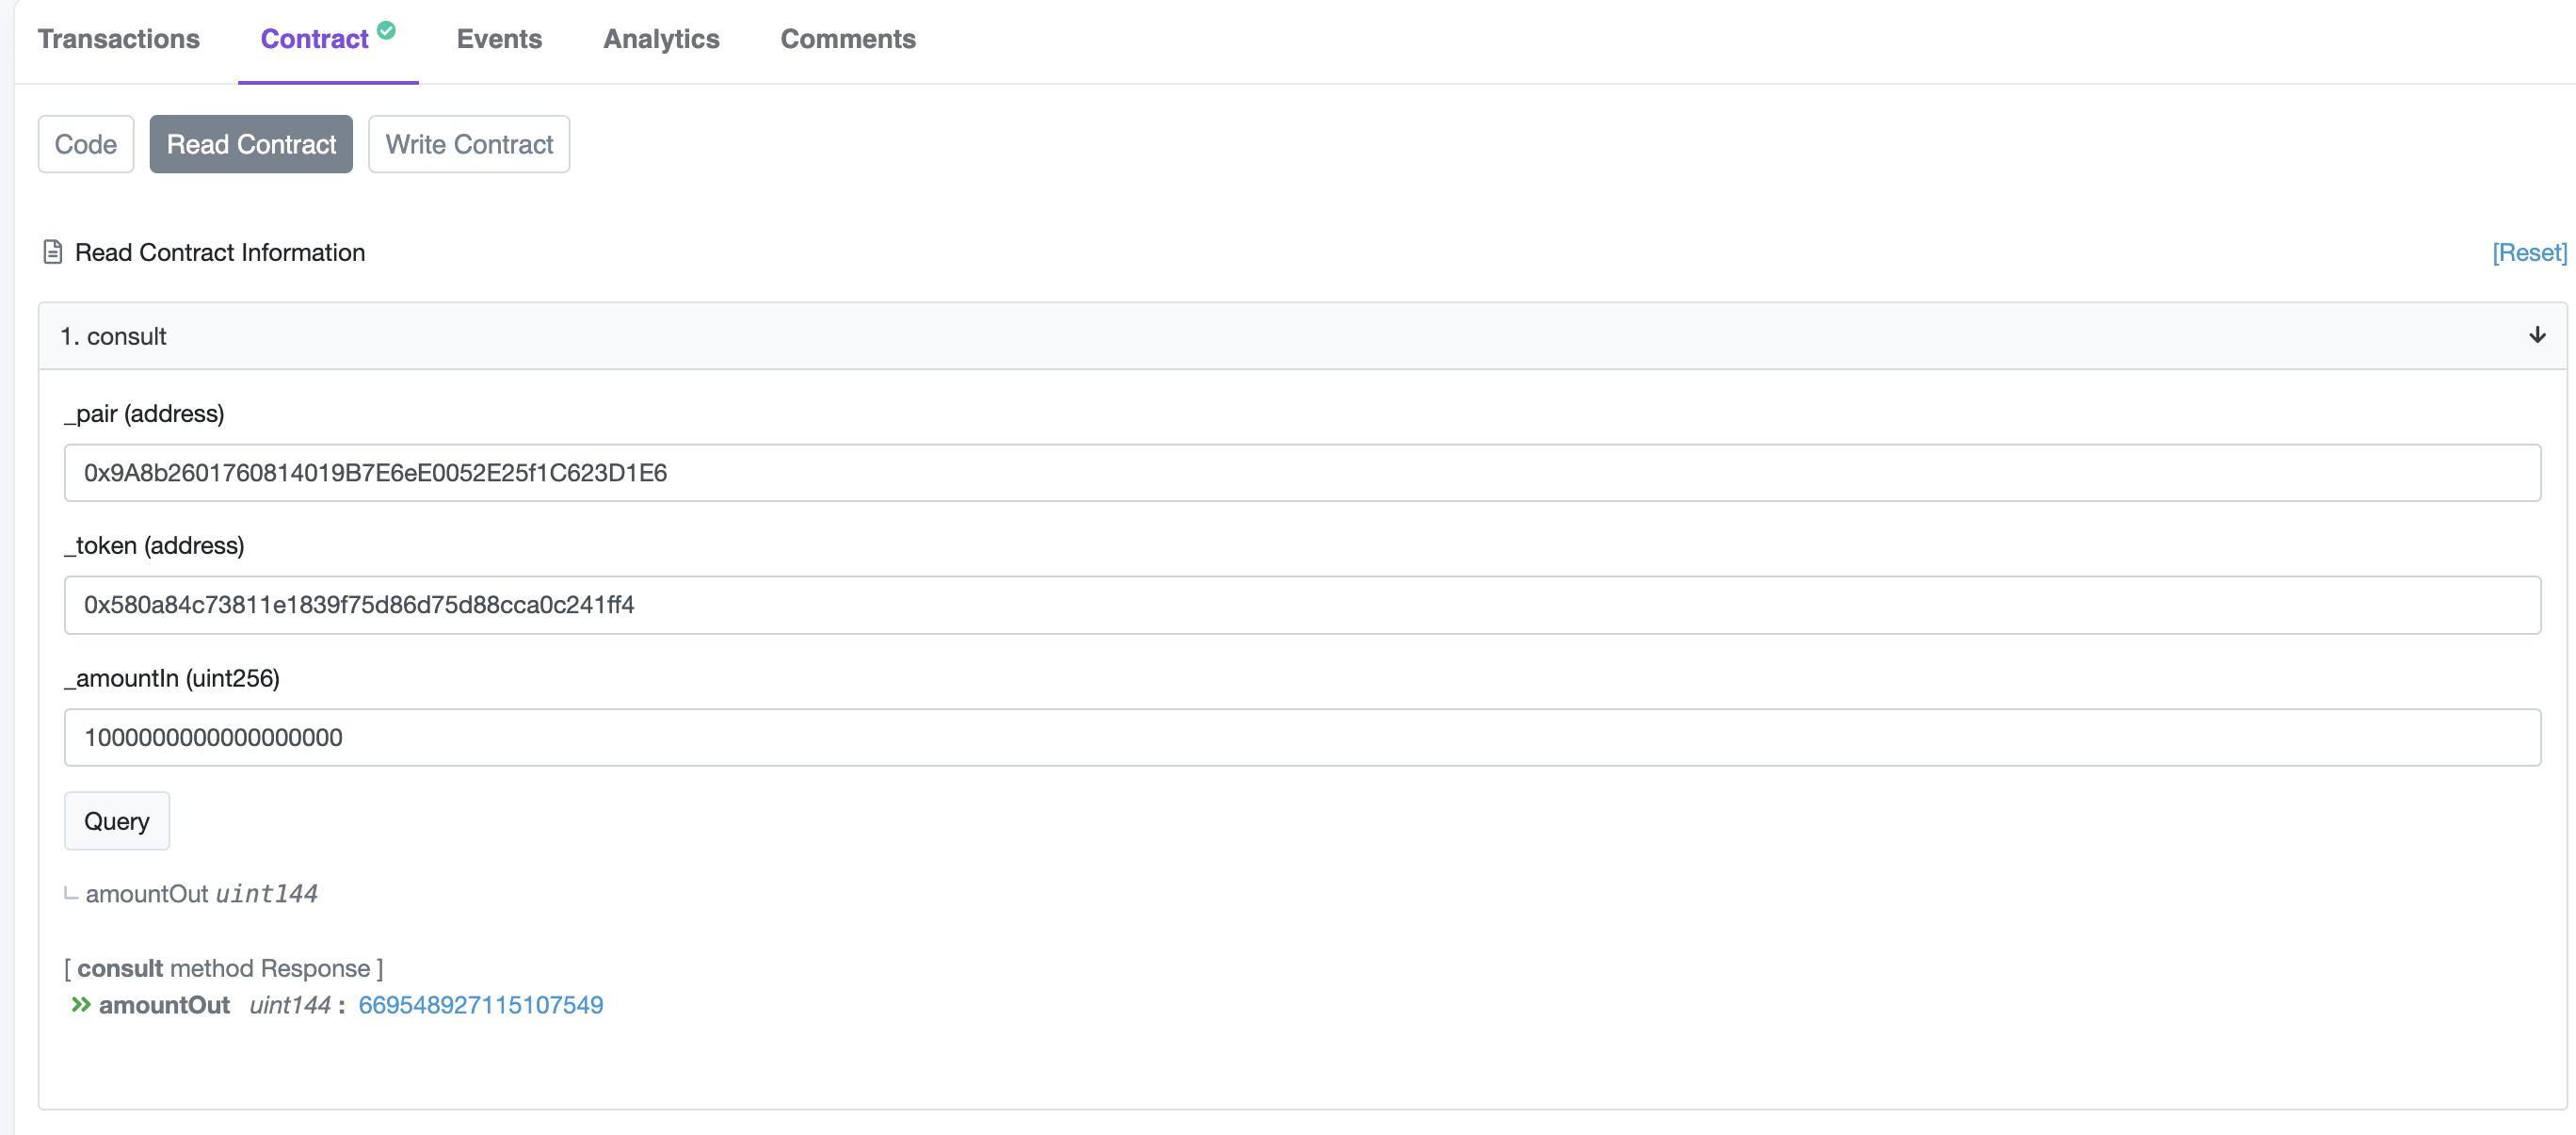 Transactions Contract Events Analytics Comments
Code Read Contract Write Contract
Read Contract Information [Reset]
1. consult
_pair (address)
0x9A8b2601760814019B7E6eE0052E25f1C623D1E6
_token (address)
0x580a84c73811e1839f75d86d75d88cca0c241ff4
_amountIn (uint256)
1000000000000000000
Query
amountOut uint144
[ consult method Response ]
amountOut uint144 : 669548927115107549